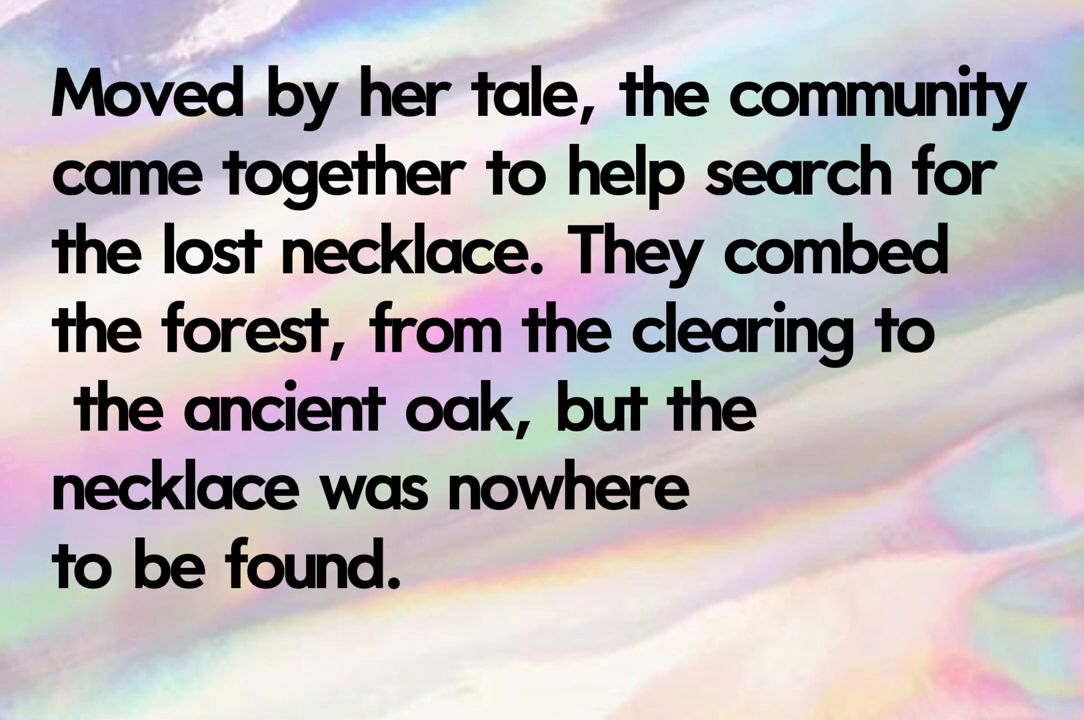 Moved by her tale, the community
came together to help search for
the lost necklace. They combed
the forest, from the clearing to
the ancient oak, but the
necklace was nowhere
to be found.